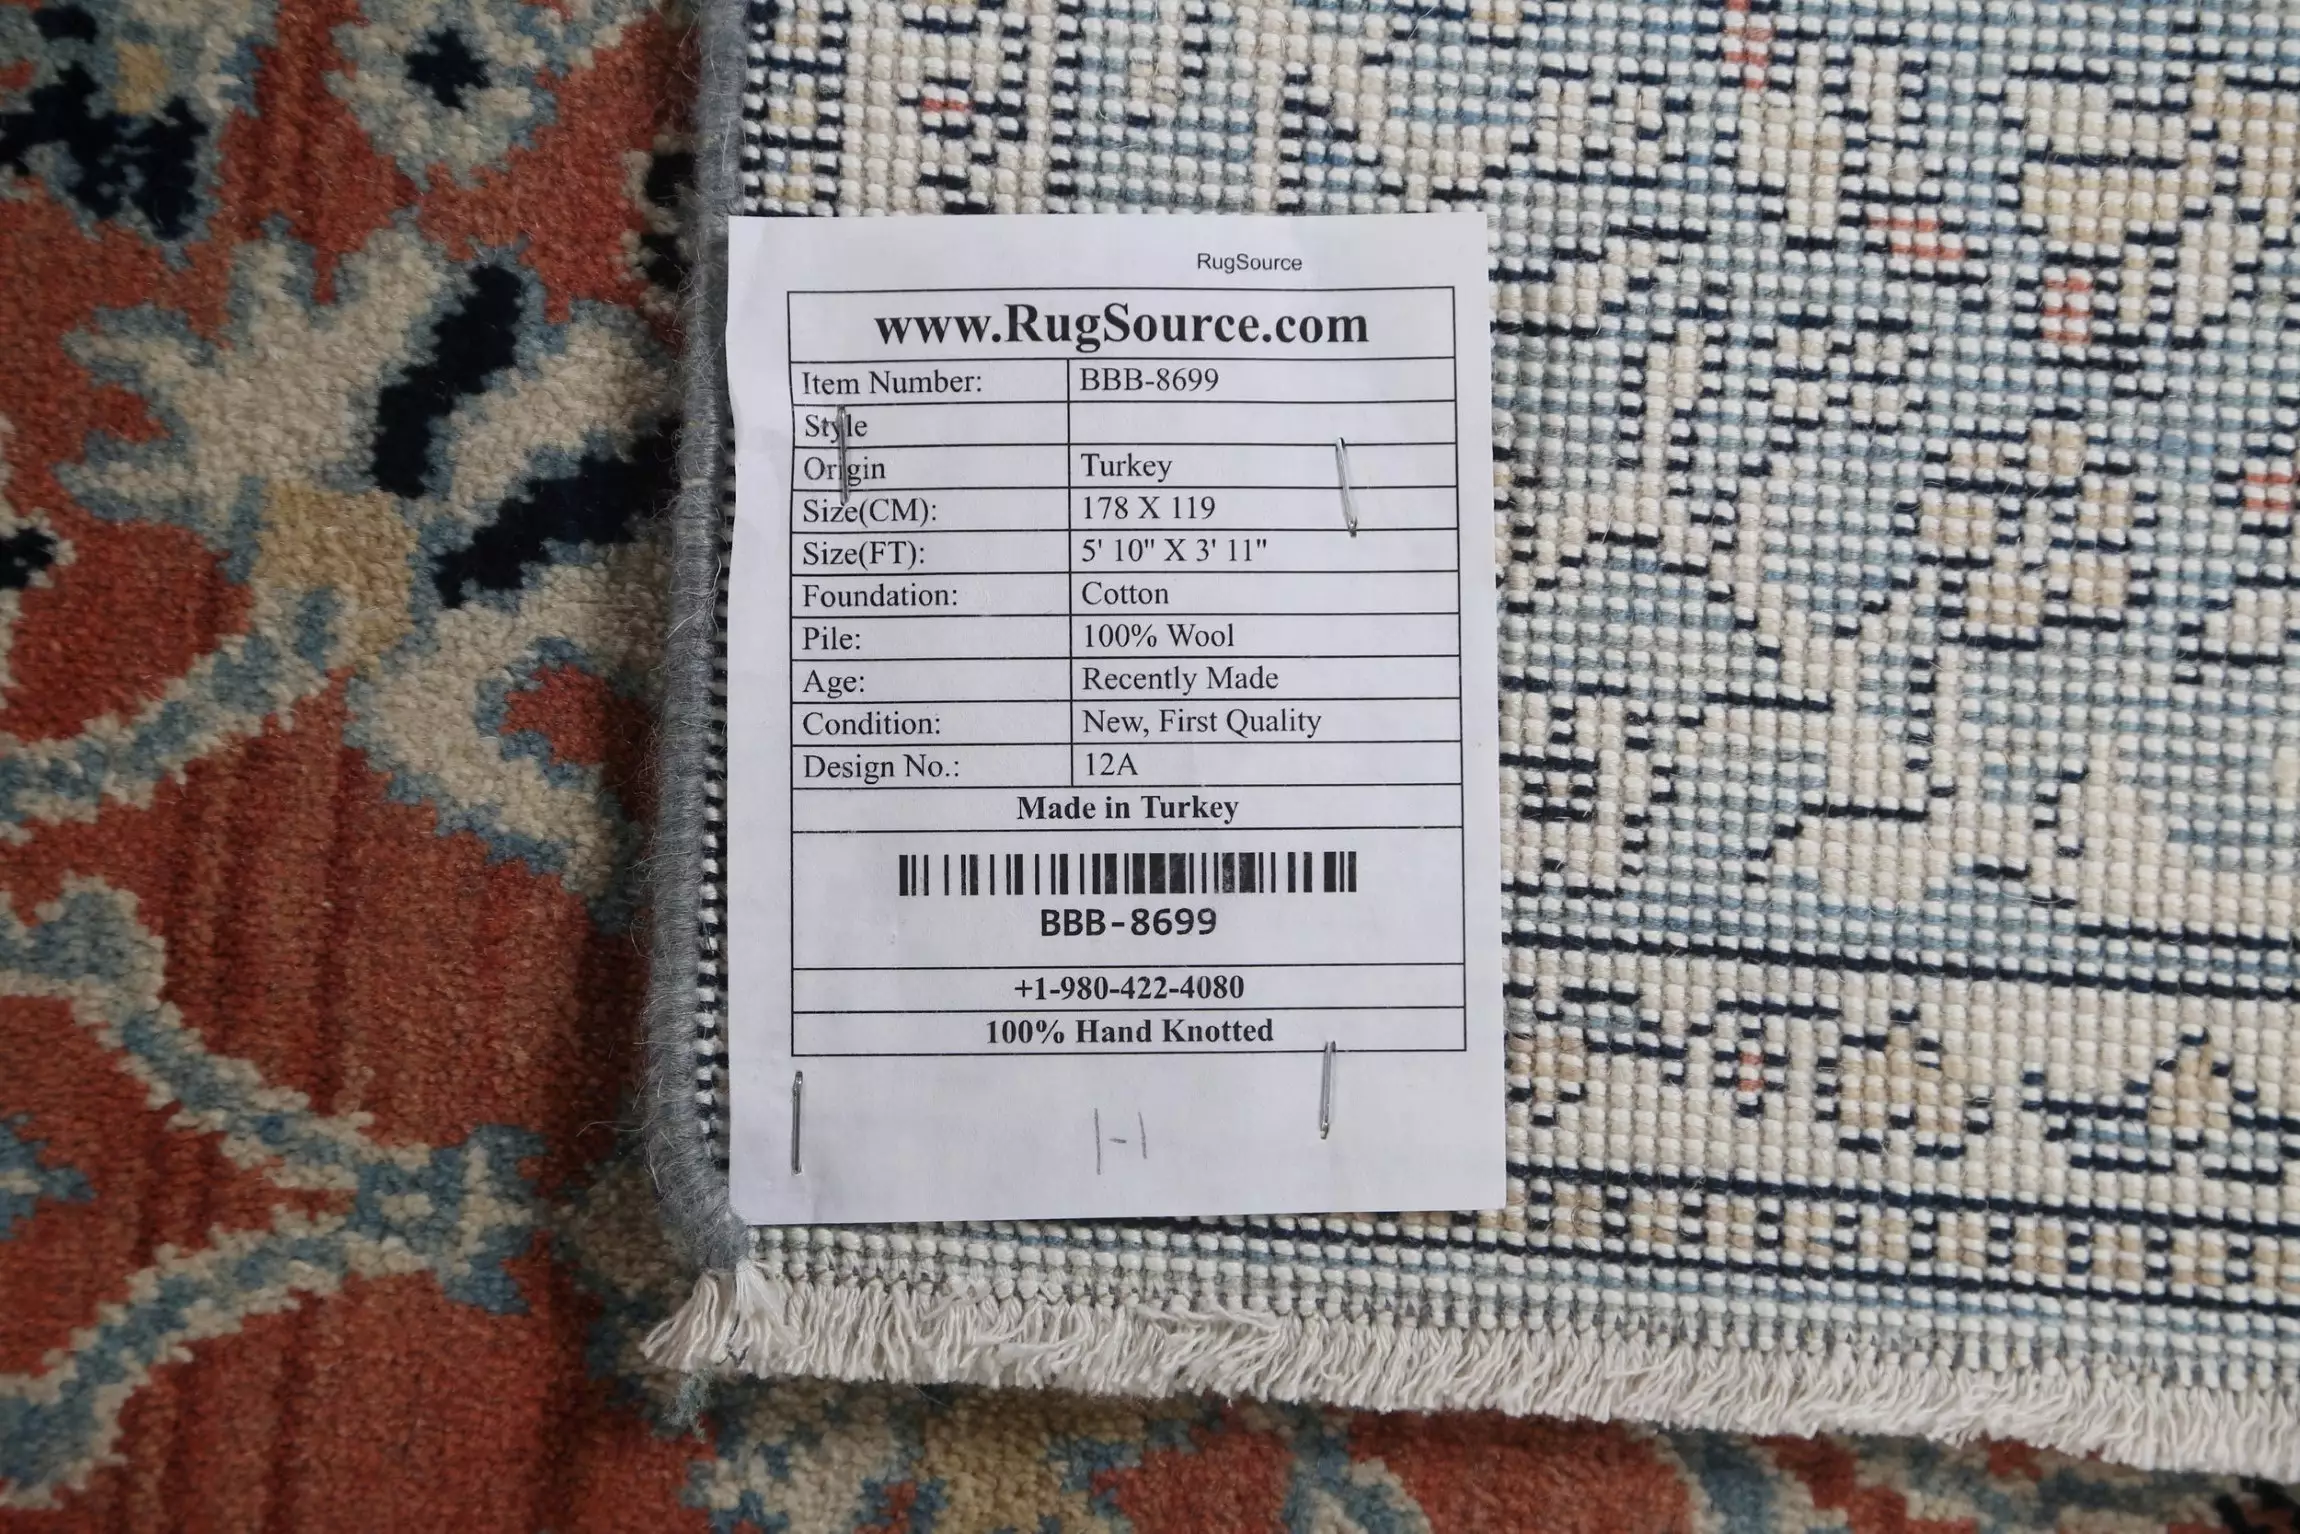 RugSource
www.RugSource.com
Item Number: BBB-8699
Style
Origin Turkey
Size(CM): 178 X 119
Size(FT): 5' 10" X 3' 11"
Foundation: Cotton
Pile: 100% Wool
Age: Recently Made
Condition: New, First Quality
Design No.: 12A
Made in Turkey
BBB-8699
+1-980-422-4080
100% Hand Knotted
1-1